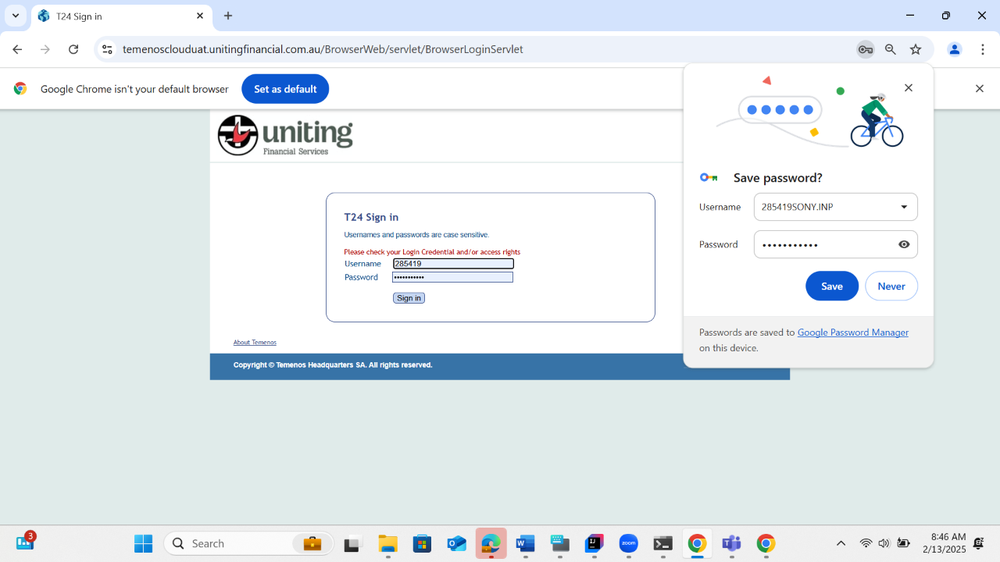 T24 Sign in
temenosclouduat.unitingfinancial.com.au/BrowserWeb/servlet/BrowserLoginServlet
Google Chrome isn't your default browser
Set as default
uniting
Financial Services
T24 Sign in
Usernames and passwords are case sensitive.
Please check your Login Credential and/or access rights
Username 285419
Password •••••••••••
Sign in
About Temenos
Copyright © Temenos Headquarters SA. All rights reserved.
Save password?
Username 285419SONY.INP
Password •••••••••••
Save Never
Passwords are saved to Google Password Manager
on this device.
3
Search
zoom
8:46 AM
2/13/2025